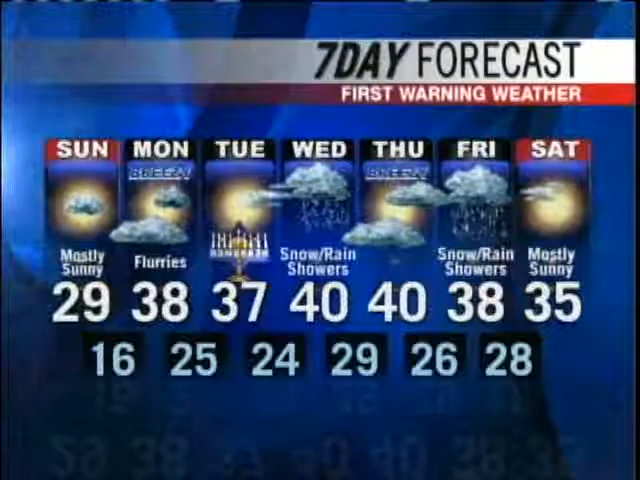 7DAY FORECAST
FIRST WARNING WEATHER
SUN MON TUE WED THU FRI SAT
BREEZY BREEZY
Mostly Sunny
Flurries
Snow/Rain Showers
Snow/Rain Showers
Mostly Sunny
29 38 37 40 40 38 35
16 25 24 29 26 28